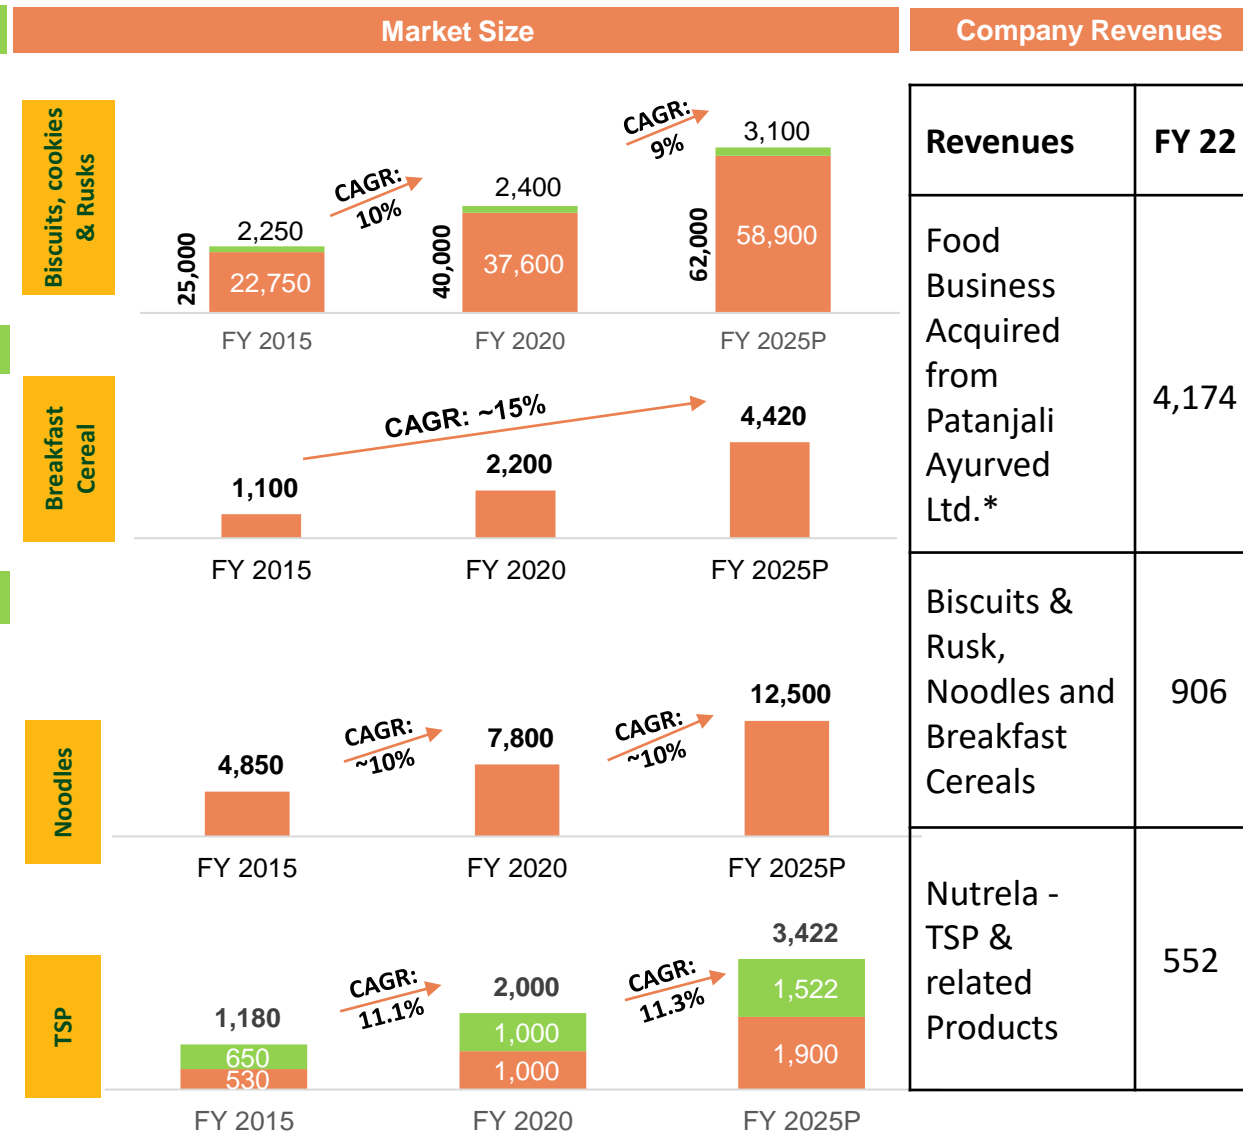 Market Size
Company Revenues
Biscuits, cookies
& Rusks
25,000
2,250
22,750
CAGR:
10%
40,000
2,400
37,600
CAGR:
9%
62,000
3,100
58,900
FY 2015
FY 2020
FY 2025P
Breakfast
Cereal
CAGR: ~15%
1,100
2,200
4,420
FY 2015
FY 2020
FY 2025P
Noodles
4,850
CAGR:
~10%
7,800
CAGR:
~10%
12,500
FY 2015
FY 2020
FY 2025P
TSP
1,180
650
530
CAGR:
11.1%
2,000
1,000
1,000
CAGR:
11.3%
3,422
1,522
1,900
FY 2015
FY 2020
FY 2025P
Revenues
FY 22
Food
Business
Acquired
from
Patanjali
Ayurved
Ltd.*
4,174
Biscuits &
Rusk,
Noodles and
Breakfast
Cereals
906
Nutrela -
TSP &
related
Products
552